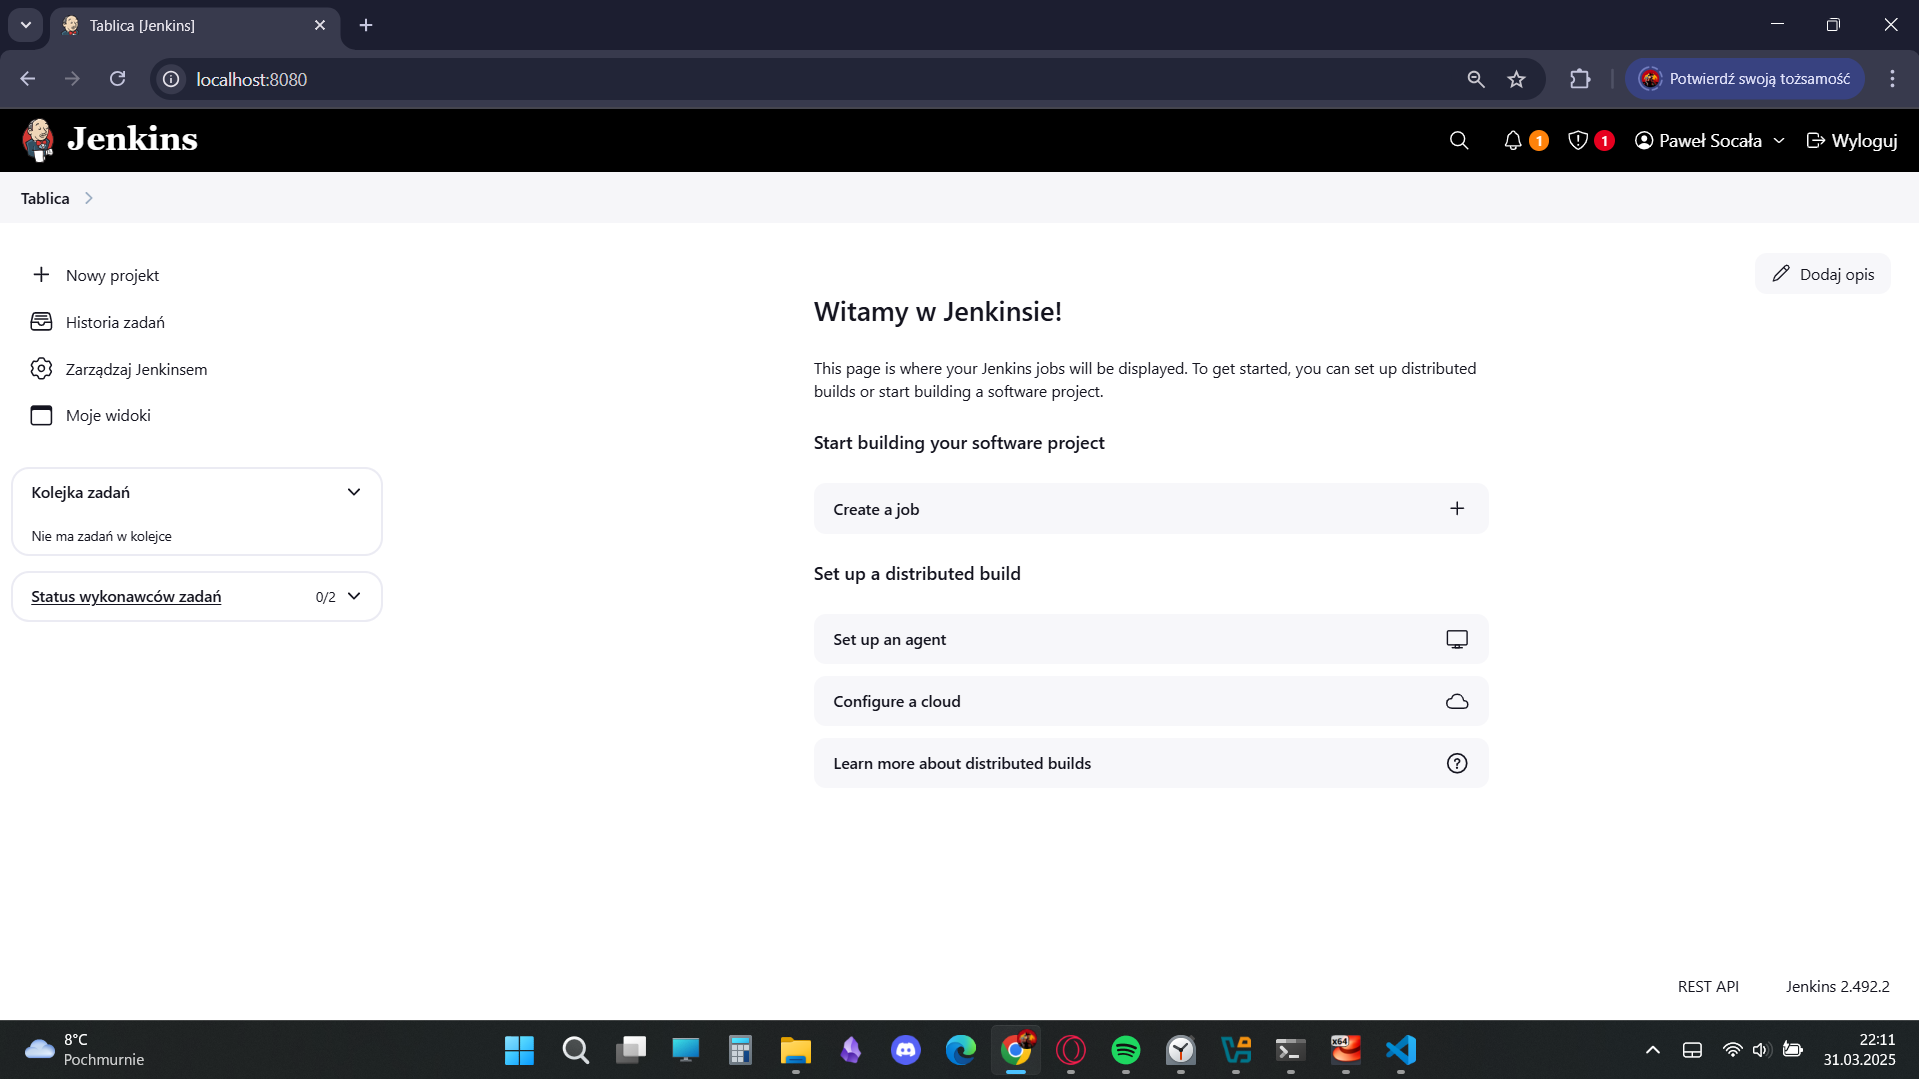 Tablica [Jenkins]
localhost:8080
Potwierdź swoją tożsamość
Jenkins
1
1
Paweł Socała
Wyloguj
Tablica
Nowy projekt
Historia zadań
Zarządzaj Jenkinsem
Moje widoki
Kolejka zadań
Nie ma zadań w kolejce
Status wykonawców zadań 0/2
Dodaj opis
Witamy w Jenkinsie!
This page is where your Jenkins jobs will be displayed. To get started, you can set up distributed
builds or start building a software project.
Start building your software project
Create a job
Set up a distributed build
Set up an agent
Configure a cloud
Learn more about distributed builds
REST API
Jenkins 2.492.2
8°C
Pochmurnie
x64
22:11
31.03.2025